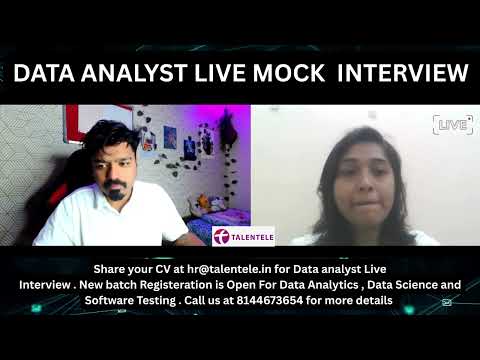 DATA ANALYST LIVE MOCK INTERVIEW
LIVE
TALENTELE
Share your CV at hr@talentele.in for Data analyst Live
Interview . New batch Registeration is Open For Data Analytics , Data Science and
Software Testing . Call us at 8144673654 for more details